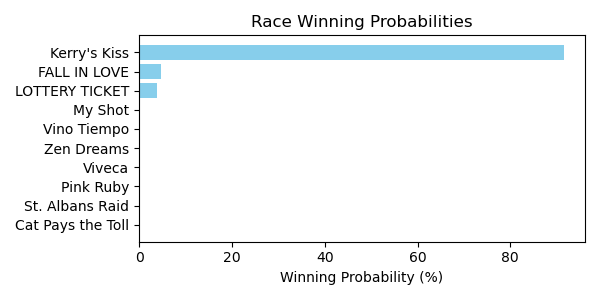 Race Winning Probabilities
Kerry's Kiss
FALL IN LOVE
LOTTERY TICKET
My Shot
Vino Tiempo
Zen Dreams
Viveca
Pink Ruby
St. Albans Raid
Cat Pays the Toll
0 20 40 60 80
Winning Probability (%)